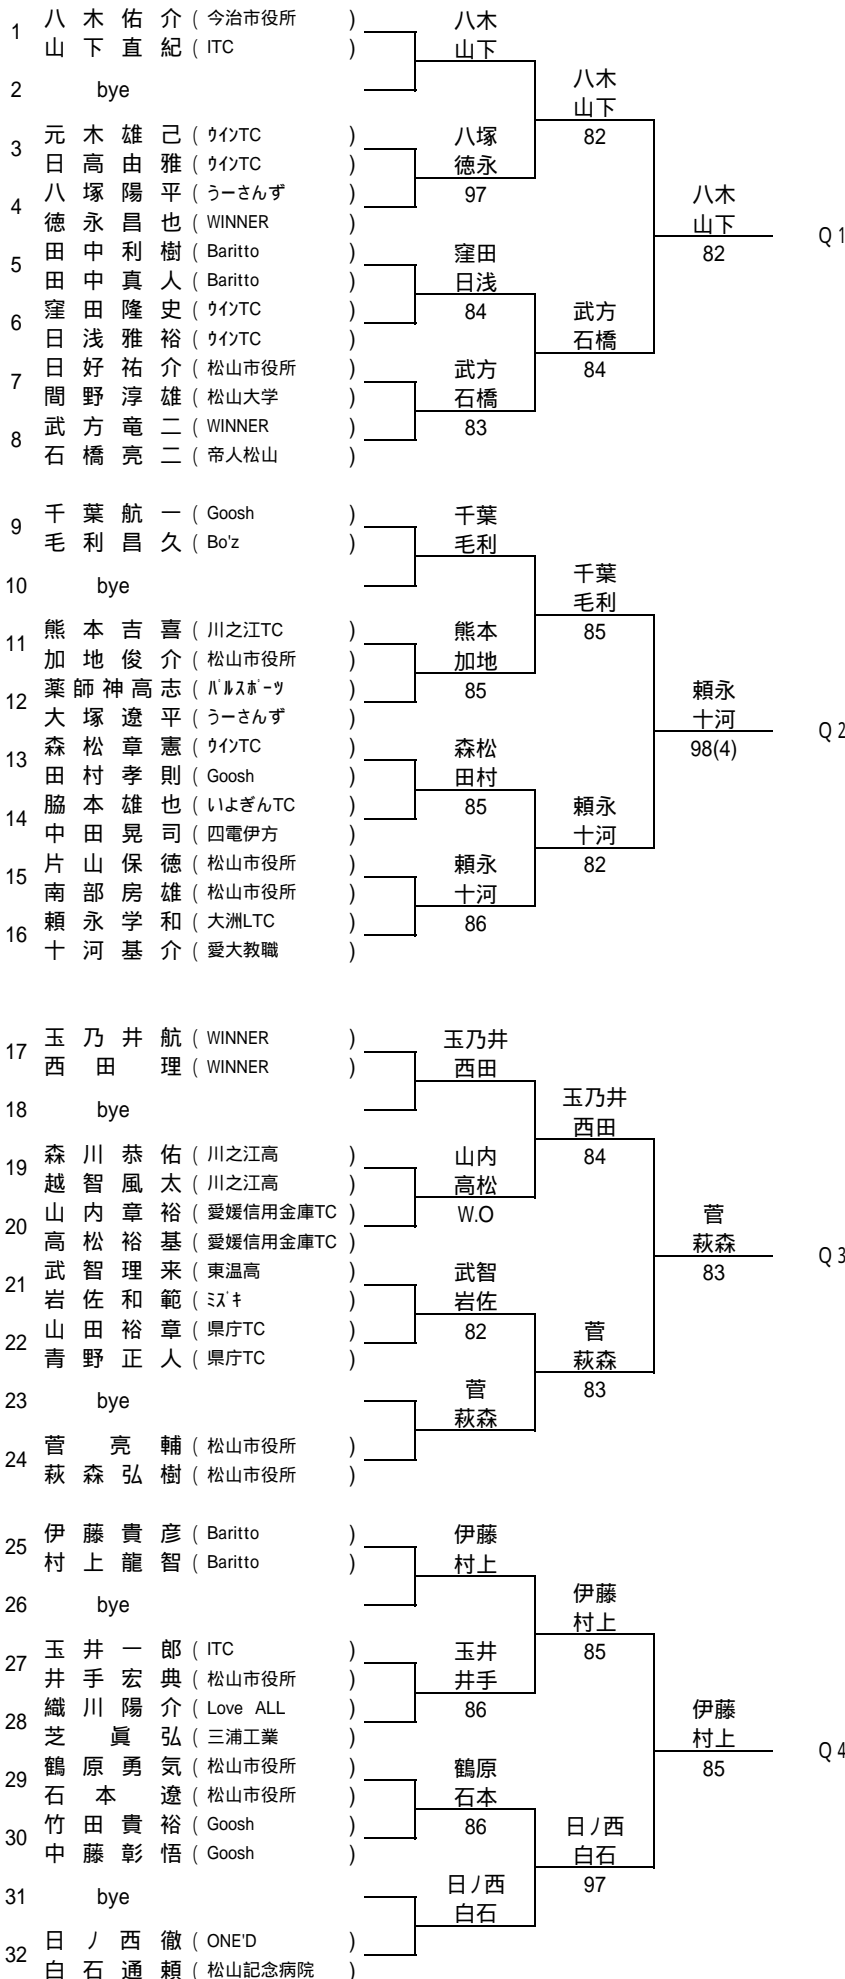 1 八木佑介 ( 今治市役所 )
山下直紀 ( ITC )
2 bye
3 元木雄己 ( ｳｲﾝTC )
日高由雅 ( ｳｲﾝTC )
4 八塚陽平 ( うーさんず )
徳永昌也 ( WINNER )
5 田中利樹 ( Baritto )
田中真人 ( Baritto )
6 窪田隆史 ( ｳｲﾝTC )
日浅雅裕 ( ｳｲﾝTC )
7 日好祐介 ( 松山市役所 )
間野淳雄 ( 松山大学 )
8 武方竜二 ( WINNER )
石橋亮二 ( 帝人松山 )
八木
山下
八塚
徳永
97
窪田
日浅
84
武方
石橋
83
八木
山下
82
武方
石橋
84
八木
山下
82
Q 1
9 千葉航一 ( Goosh )
毛利昌久 ( Bo'z )
10 bye
11 熊本吉喜 ( 川之江TC )
加地俊介 ( 松山市役所 )
12 薬師神高志 ( ﾊﾟﾙｽﾎﾟｰﾂ )
大塚遼平 ( うーさんず )
13 森松章憲 ( ｳｲﾝTC )
田村孝則 ( Goosh )
14 脇本雄也 ( いよぎんTC )
中田晃司 ( 四電伊方 )
15 片山保徳 ( 松山市役所 )
南部房雄 ( 松山市役所 )
16 頼永学和 ( 大洲LTC )
十河基介 ( 愛大教職 )
千葉
毛利
熊本
加地
85
森松
田村
85
頼永
十河
86
千葉
毛利
85
頼永
十河
82
頼永
十河
98(4)
Q 2
17 玉乃井航 ( WINNER )
西田理 ( WINNER )
18 bye
19 森川恭佑 ( 川之江高 )
越智風太 ( 川之江高 )
20 山内章裕 ( 愛媛信用金庫TC )
高松裕基 ( 愛媛信用金庫TC )
21 武智理来 ( 東温高 )
岩佐和範 ( ﾐｽﾞｷ )
22 山田裕章 ( 県庁TC )
青野正人 ( 県庁TC )
23 bye
24 菅亮輔 ( 松山市役所 )
萩森弘樹 ( 松山市役所 )
玉乃井
西田
山内
高松
W.O
武智
岩佐
82
菅
萩森
玉乃井
西田
84
菅
萩森
83
菅
萩森
83
Q 3
25 伊藤貴彦 ( Baritto )
村上龍智 ( Baritto )
26 bye
27 玉井一郎 ( ITC )
井手宏典 ( 松山市役所 )
28 織川陽介 ( Love ALL )
芝眞弘 ( 三浦工業 )
29 鶴原勇気 ( 松山市役所 )
石本遼 ( 松山市役所 )
30 竹田貴裕 ( Goosh )
中藤彰悟 ( Goosh )
31 bye
32 日ノ西徹 ( ONE'D )
白石通頼 ( 松山記念病院 )
伊藤
村上
玉井
井手
86
鶴原
石本
86
日ノ西
白石
伊藤
村上
85
日ノ西
白石
97
伊藤
村上
85
Q 4